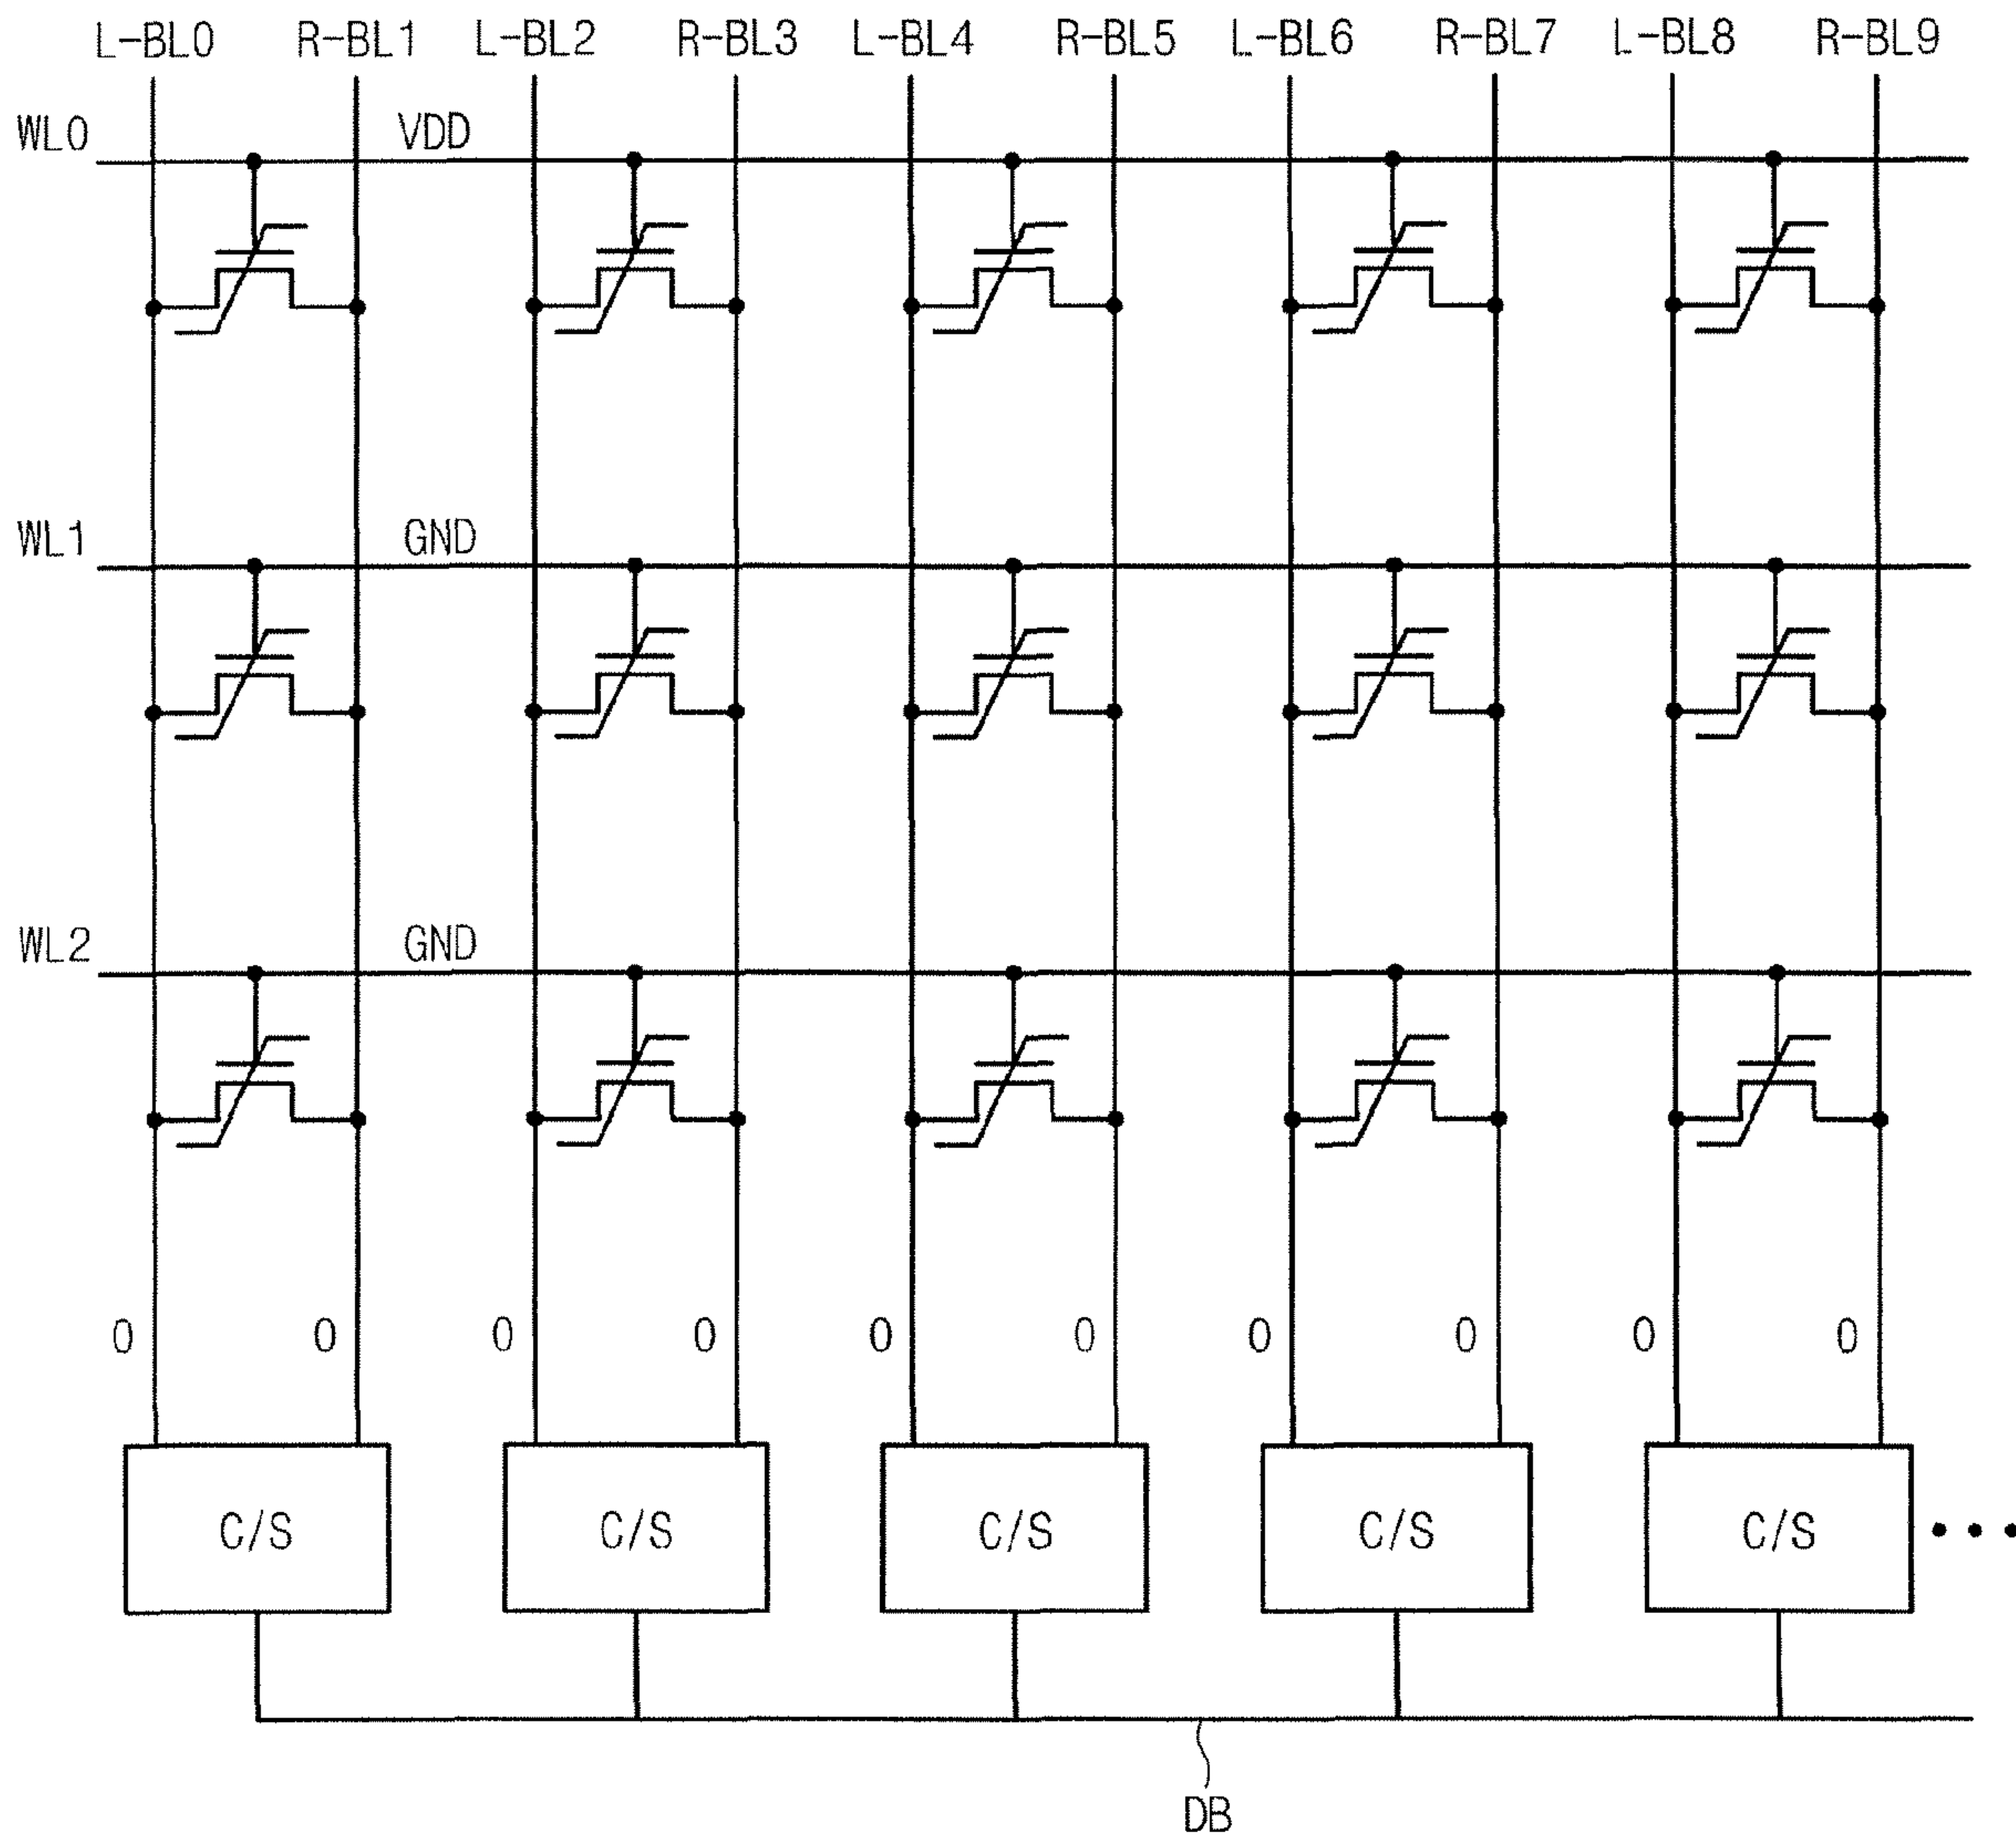 L-BL0 R-BL1 L-BL2 R-BL3 L-BL4 R-BL5 L-BL6 R-BL7 L-BL8 R-BL9
WL0 VDD
WL1 GND
WL2 GND
0 0 0 0 0 0 0 0 0 0
C/S C/S C/S C/S C/S •••
DB